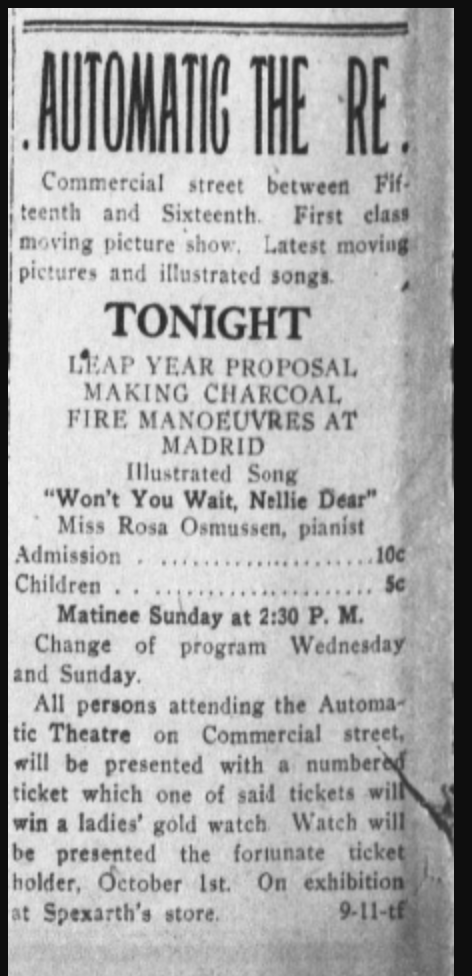 AUTOMATIC THE RE.
Commercial street between Fif-
teenth and Sixteenth. First class
moving picture show. Latest moving
pictures and illustrated songs.
TONIGHT
LEAP YEAR PROPOSAL
MAKING CHARCOAL
FIRE MANOEUVRES AT
MADRID
Illustrated Song
"Won't You Wait, Nellie Dear"
Miss Rosa Osmussen, pianist
Admission . ......................10c
Children . . ..................... 5c
Matinee Sunday at 2:30 P. M.
Change of program Wednesday
and Sunday.
All persons attending the Automa-
tic Theatre on Commercial street,
will be presented with a numbered
ticket which one of said tickets will
win a ladies' gold watch. Watch will
be presented the fortunate ticket
holder, October 1st. On exhibition
at Spexarth's store. 9-11-tf